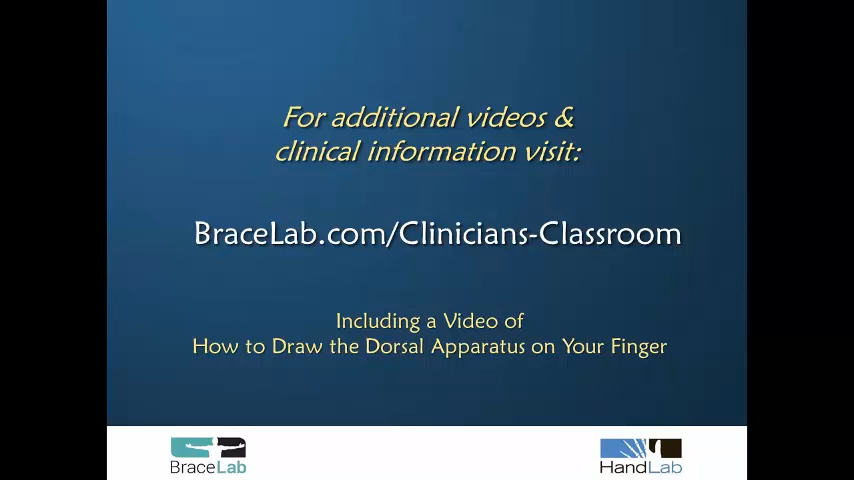 For additional videos &
clinical information visit:
BraceLab.com/Clinicians-Classroom
Including a Video of
How to Draw the Dorsal Apparatus on Your Finger
BraceLab
HandLab